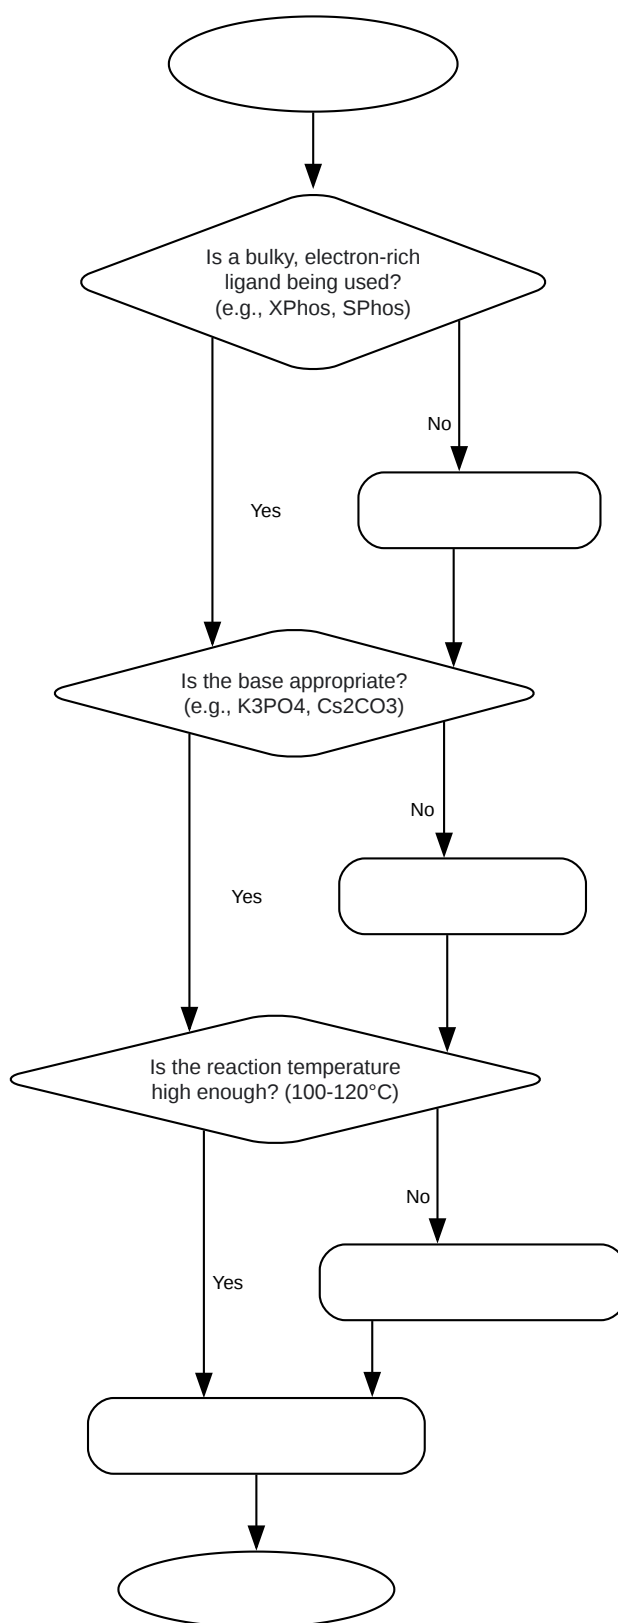 Is a bulky, electron-rich
ligand being used?
(e.g., XPhos, SPhos)
No
Yes
Is the base appropriate?
(e.g., K3PO4, Cs2CO3)
No
Yes
Is the reaction temperature
high enough? (100-120°C)
No
Yes